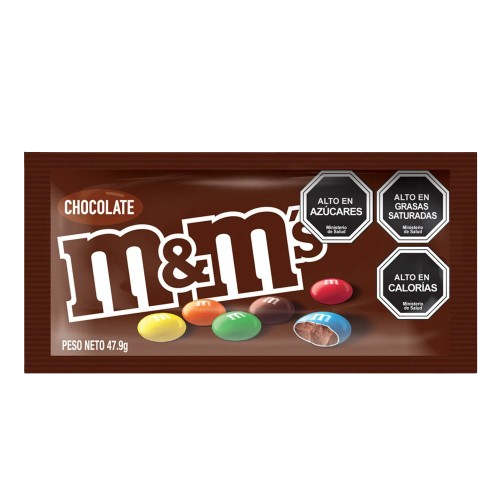 CHOCOLATE
m&m's
PESO NETO 47.9g
ALTO EN
AZÚCARES
Ministerio
de Salud
ALTO EN
GRASAS
SATURADAS
Ministerio
de Salud
ALTO EN
CALORÍAS
Ministerio
de Salud
m
m
m